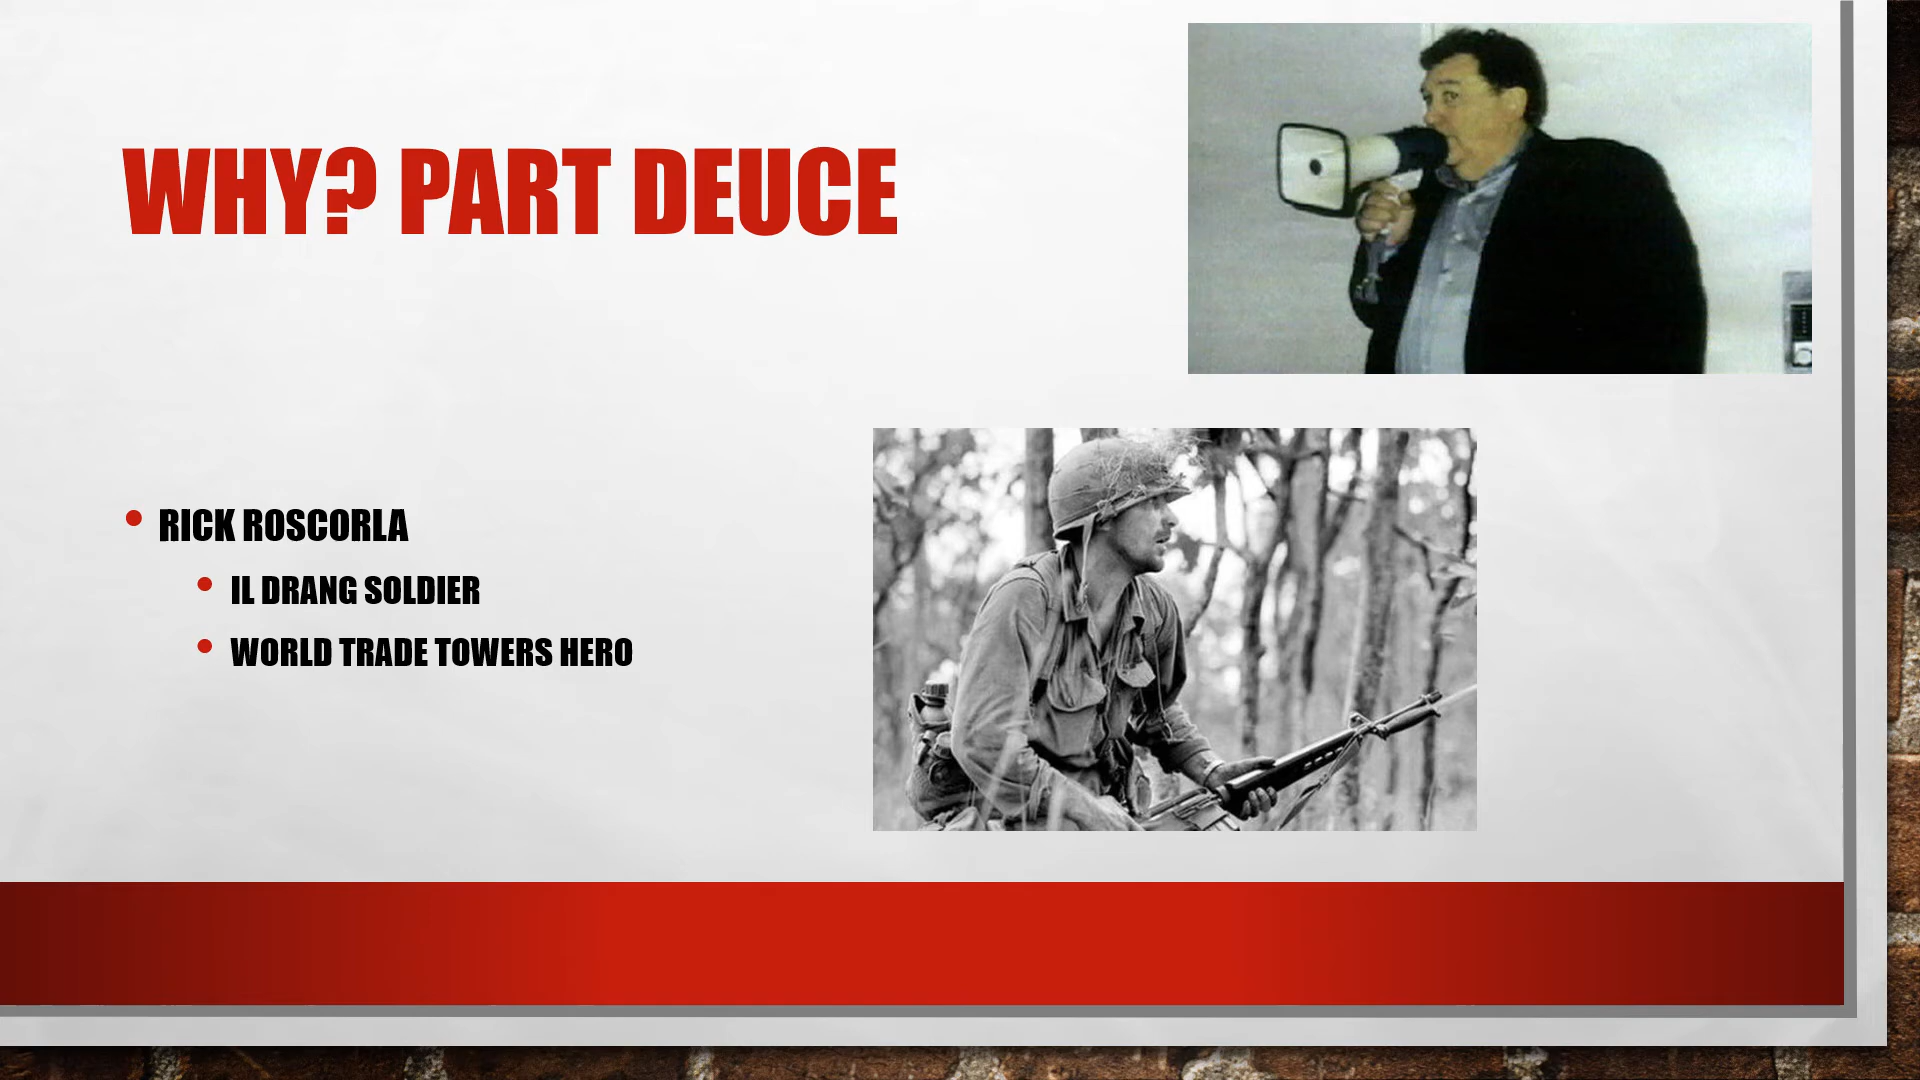 WHY? PART DEUCE
RICK ROSCORLA
IL DRANG SOLDIER
WORLD TRADE TOWERS HERO